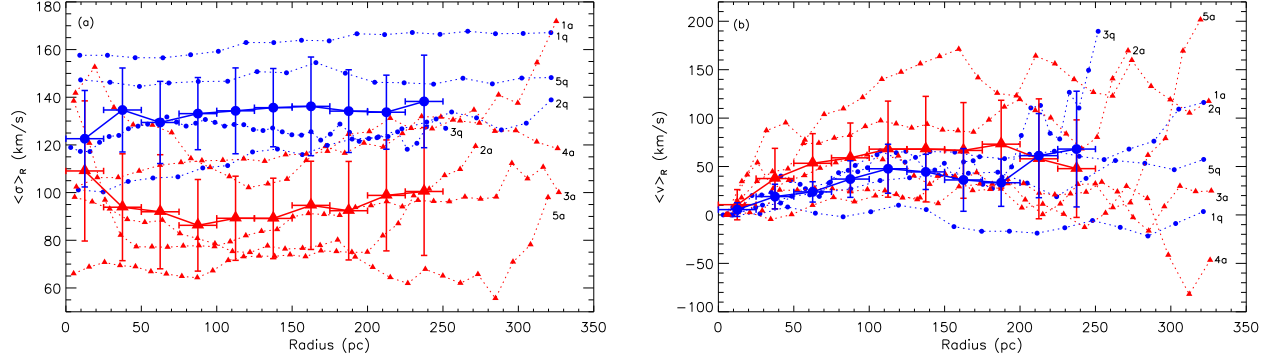 (a)
180
160
140
120
100
80
60
<σ>R (km/s)
0 50 100 150 200 250 300 350
Radius (pc)
1a
1q
5q
2q
3q
2a
4a
3a
5a
(b)
200
150
100
50
0
−50
−100
<v>R (km/s)
0 50 100 150 200 250 300 350
Radius (pc)
5a
3q
2a
1a
2q
5q
3a
1q
4a